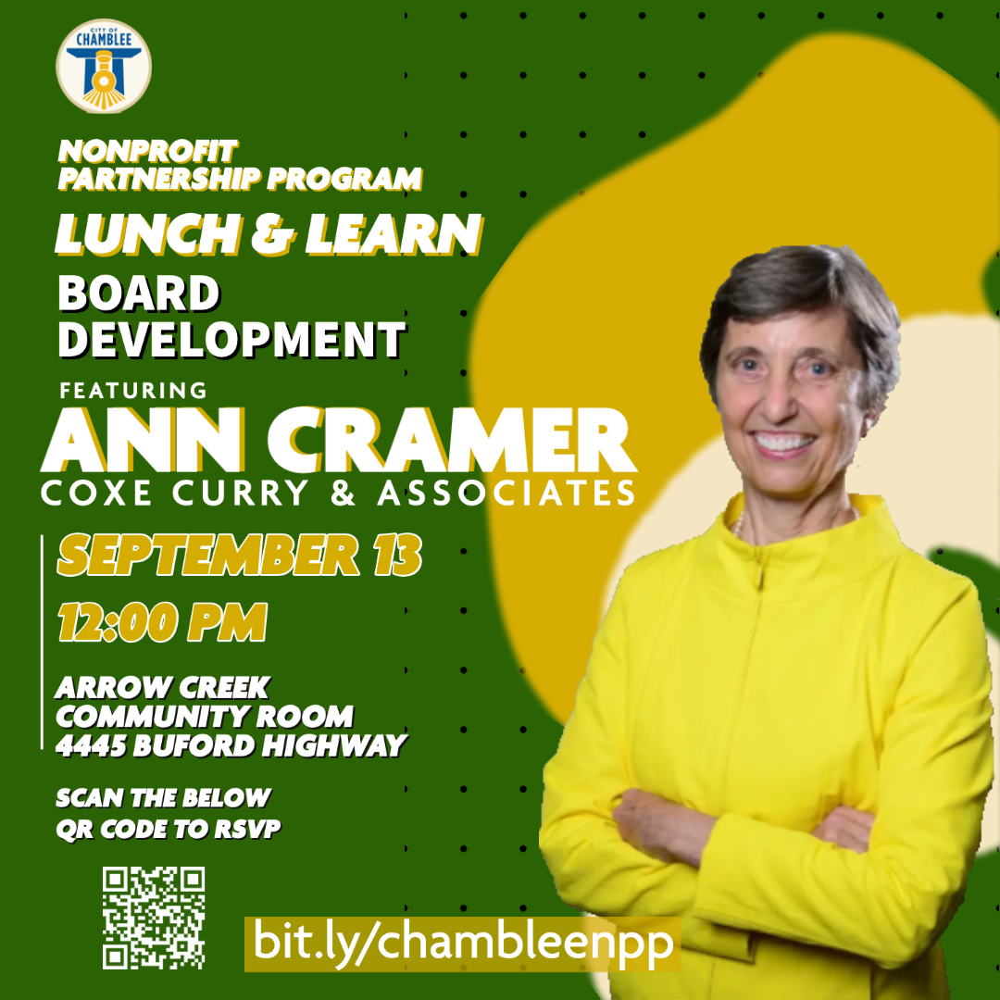 CITY OF
CHAMBLEE
NONPROFIT
PARTNERSHIP PROGRAM
LUNCH & LEARN
BOARD
DEVELOPMENT
FEATURING
ANN CRAMER
COXE CURRY & ASSOCIATES
SEPTEMBER 13
12:00 PM
ARROW CREEK
COMMUNITY ROOM
4445 BUFORD HIGHWAY
SCAN THE BELOW
QR CODE TO RSVP
bit.ly/chambleenpp